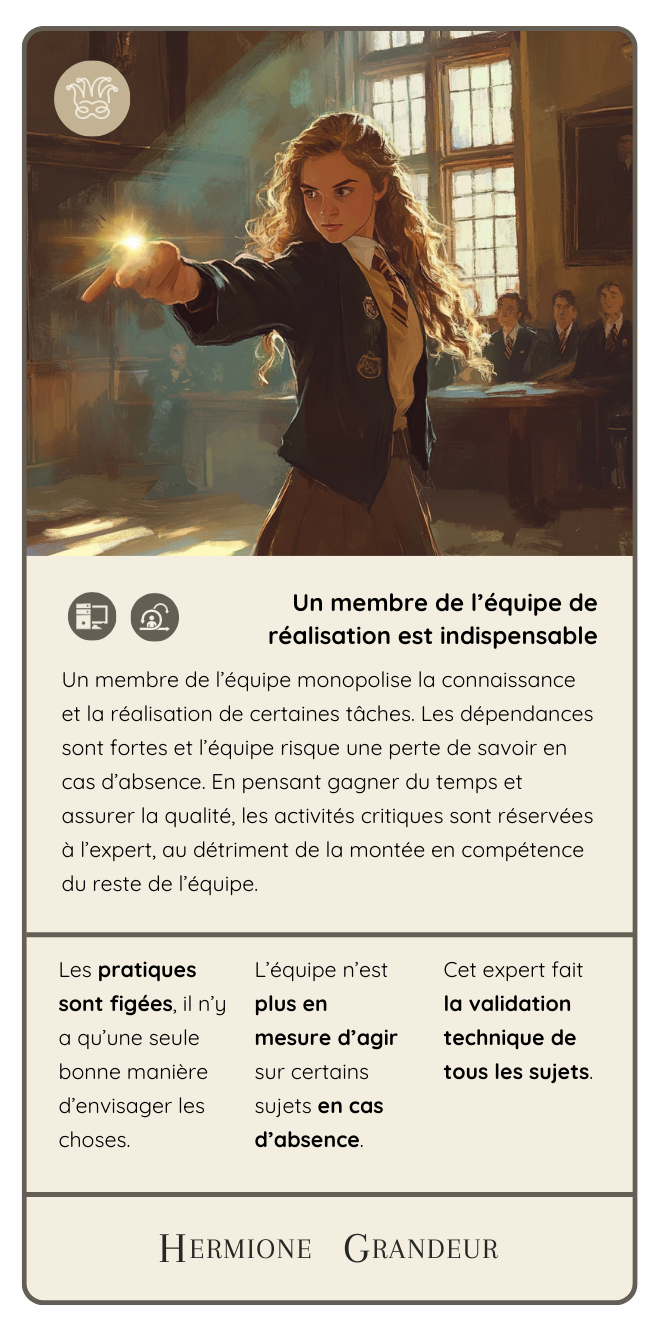 Un membre de l’équipe de
réalisation est indispensable
Un membre de l’équipe monopolise la connaissance
et la réalisation de certaines tâches. Les dépendances
sont fortes et l’équipe risque une perte de savoir en
cas d’absence. En pensant gagner du temps et
assurer la qualité, les activités critiques sont réservées
à l’expert, au détriment de la montée en compétence
du reste de l’équipe.
Les pratiques
sont figées, il n’y
a qu’une seule
bonne manière
d’envisager les
choses.
L’équipe n’est
plus en
mesure d’agir
sur certains
sujets en cas
d’absence.
Cet expert fait
la validation
technique de
tous les sujets.
Hermione Grandeur